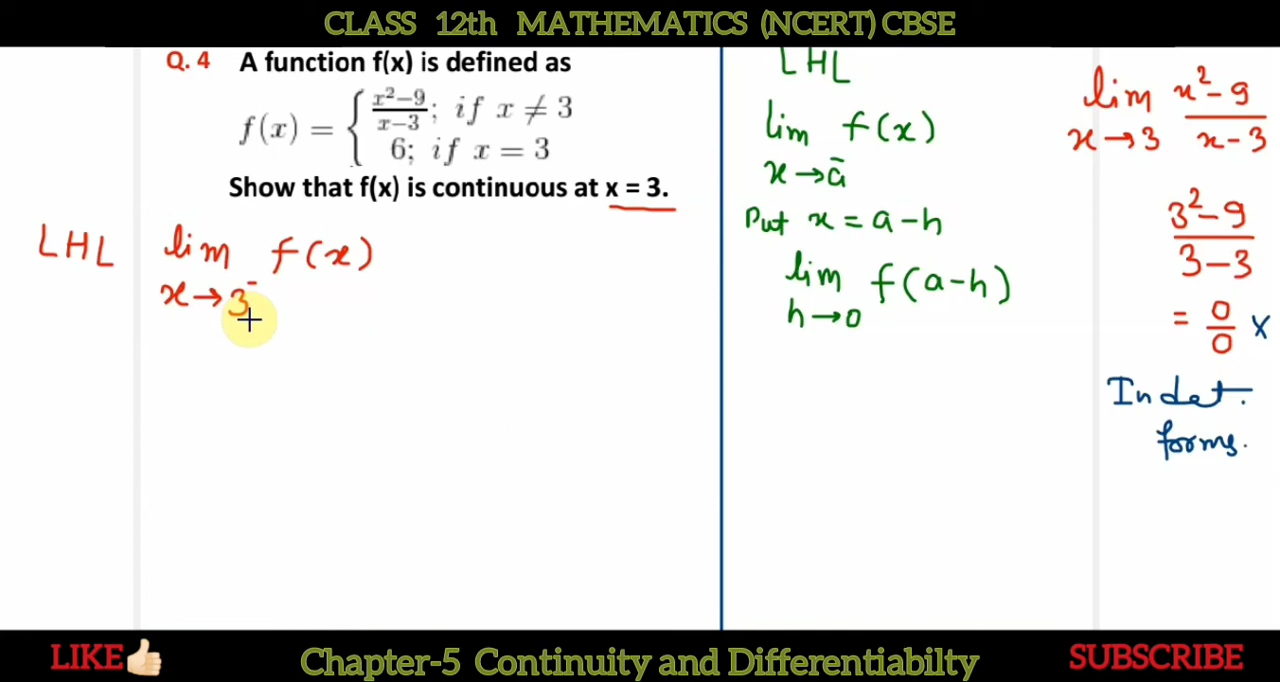 CLASS 12th MATHEMATICS (NCERT) CBSE
Q. 4 A function f(x) is defined as
f(x) = { x²−9/x−3; if x ≠ 3
6; if x = 3
Show that f(x) is continuous at x = 3.
LHL lim f(x)
x → 3⁻
LHL
lim f(x)
x → a⁻
Put x = a - h
lim f(a-h)
h → 0
lim x²-9
x → 3 x-3
3²-9
3-3
= 0/0 x
Indet.
forms.
LIKE👍🏻
Chapter-5 Continuity and Differentiabilty
SUBSCRIBE